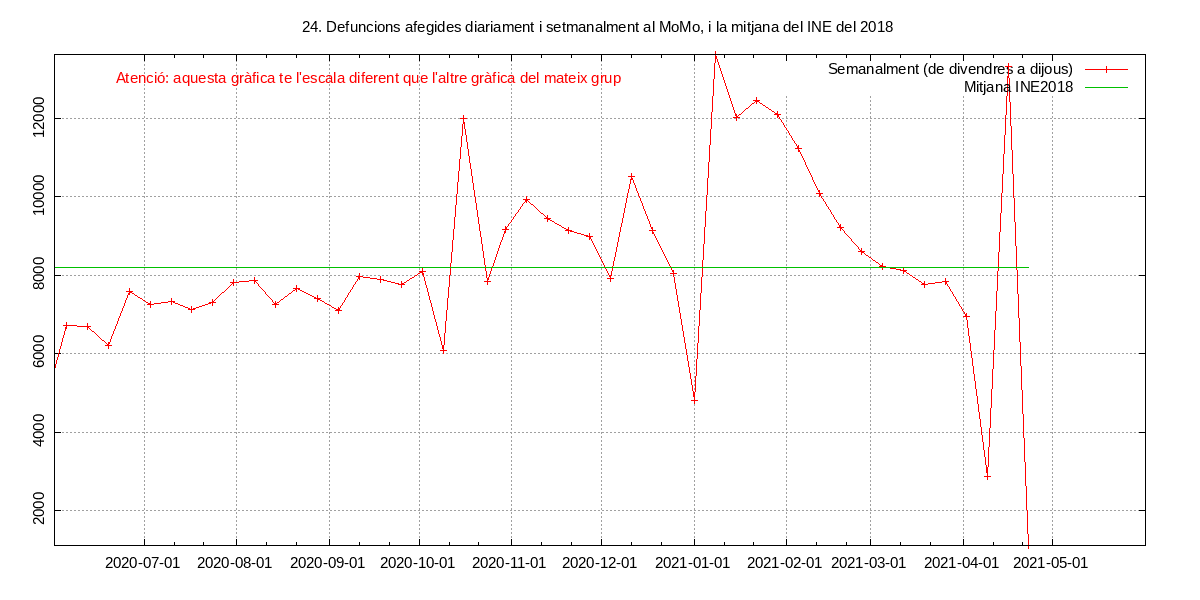 24. Defuncions afegides diariament i setmanalment al MoMo, i la mitjana del INE del 2018
Atenció: aquesta gràfica te l'escala diferent que l'altre gràfica del mateix grup
Semanalment (de divendres a dijous)
Mitjana INE2018
12000
10000
8000
6000
4000
2000
2020-07-01 2020-08-01 2020-09-01 2020-10-01 2020-11-01 2020-12-01 2021-01-01 2021-02-01 2021-03-01 2021-04-01 2021-05-01